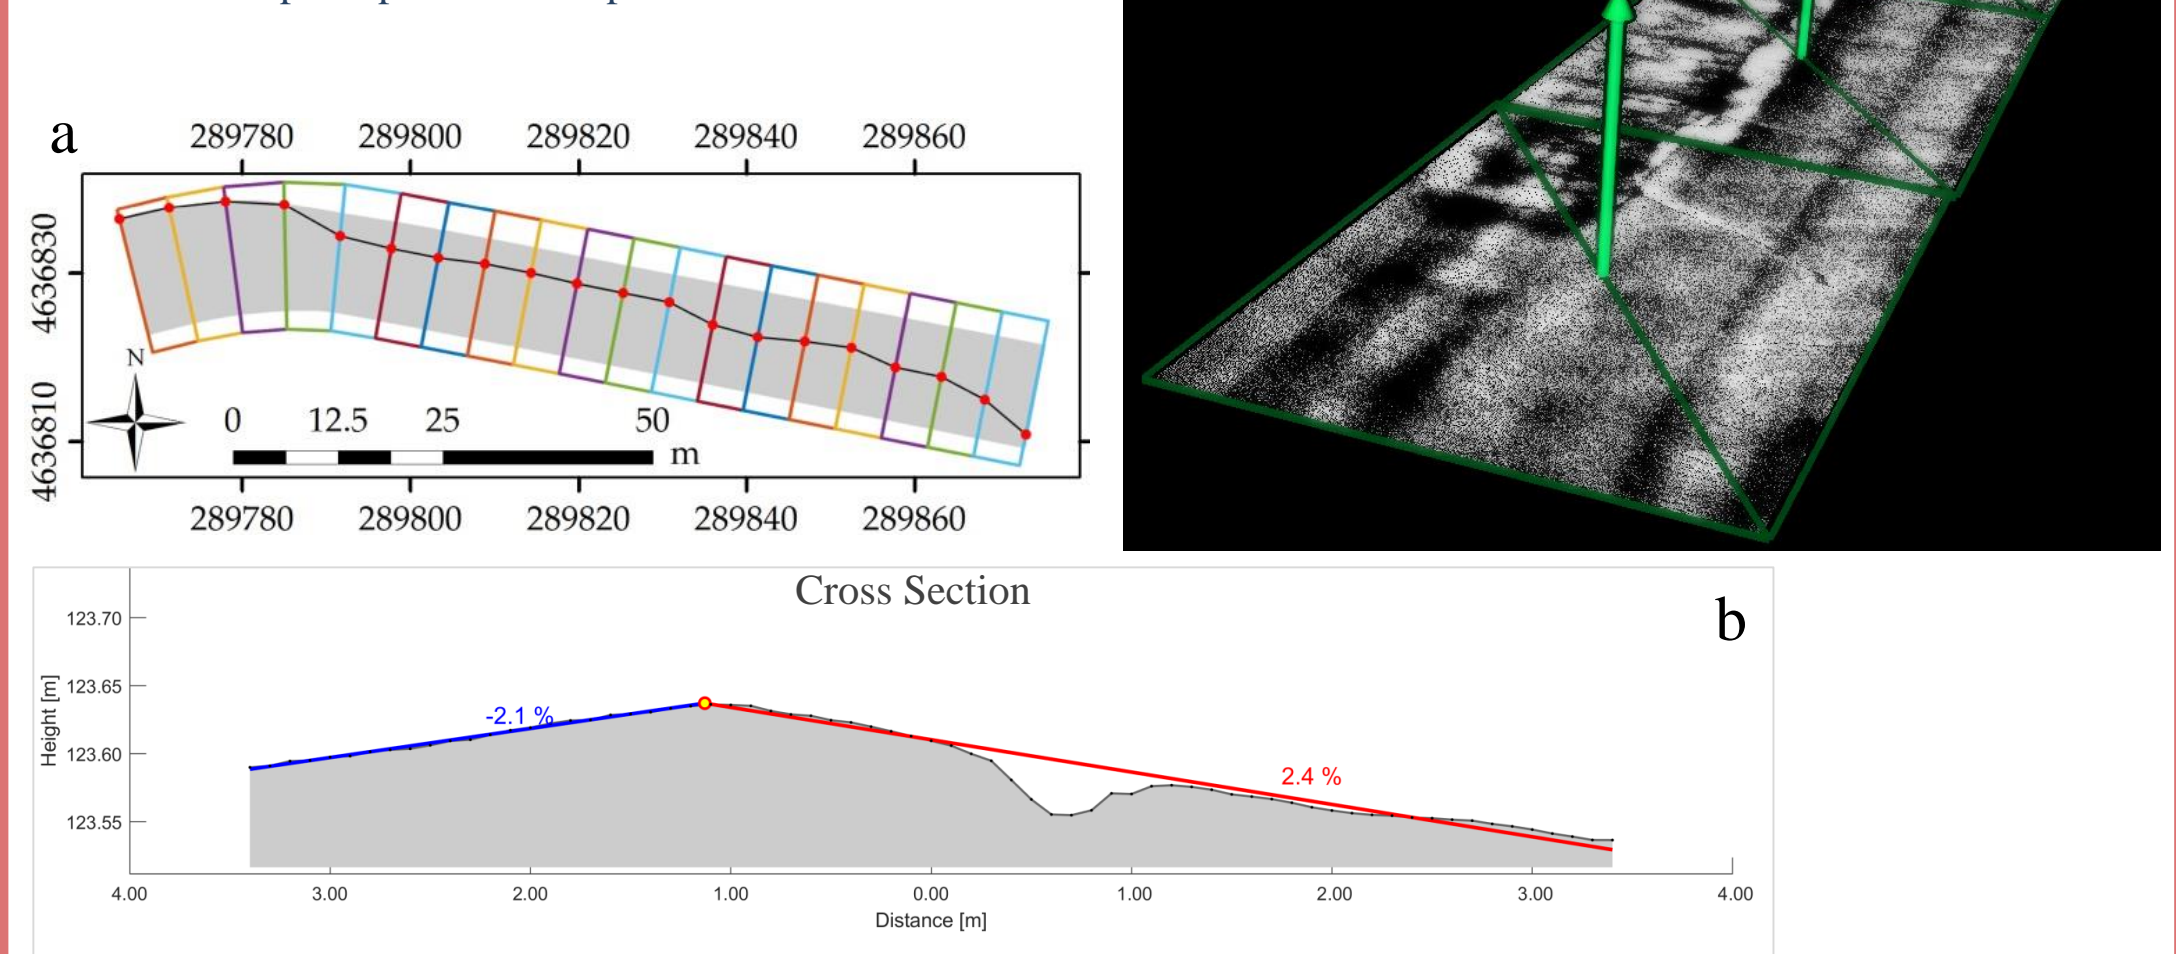 a
289780 289800 289820 289840 289860
4636830
4636810
N
0 12.5 25 50
m
289780 289800 289820 289840 289860
Cross Section
b
123.70
123.65
123.60
123.55
Height [m]
-2.1 %
2.4 %
4.00 3.00 2.00 1.00 0.00 1.00 2.00 3.00 4.00
Distance [m]